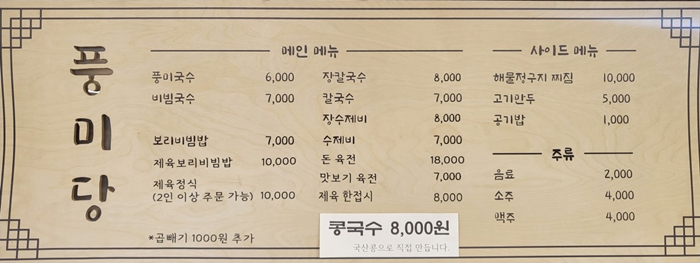 풍미당
메인 메뉴
풍미국수 6,000
비빔국수 7,000
보리비빔밥 7,000
제육보리비빔밥 10,000
제육정식
(2인 이상 주문 가능) 10,000
*곱빼기 1000원 추가
장칼국수 8,000
칼국수 7,000
장수제비 8,000
수제비 7,000
돈 육전 18,000
맛보기 육전 7,000
제육 한접시 8,000
콩국수 8,000원
국산콩으로 직접 만듭니다.
사이드 메뉴
해물정구지 찌짐 10,000
고기만두 5,000
공기밥 1,000
주류
음료 2,000
소주 4,000
맥주 4,000